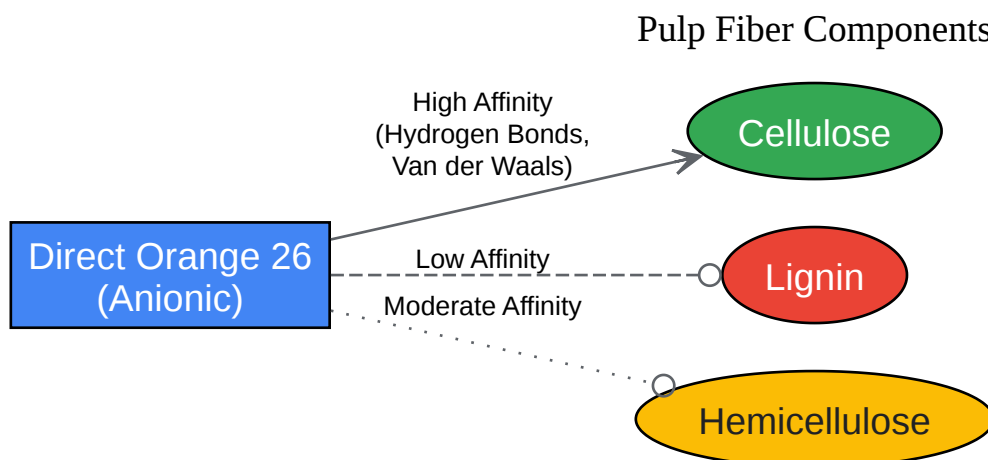 Pulp Fiber Components
High Affinity
(Hydrogen Bonds,
Van der Waals)
Cellulose
Direct Orange 26
(Anionic)
Low Affinity
Lignin
Moderate Affinity
Hemicellulose